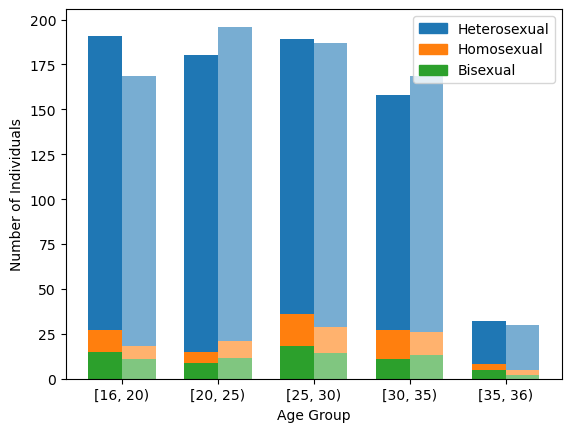 200
175
150
125
100
75
50
25
0
Number of Individuals
Heterosexual
Homosexual
Bisexual
[16, 20) [20, 25) [25, 30) [30, 35) [35, 36)
Age Group